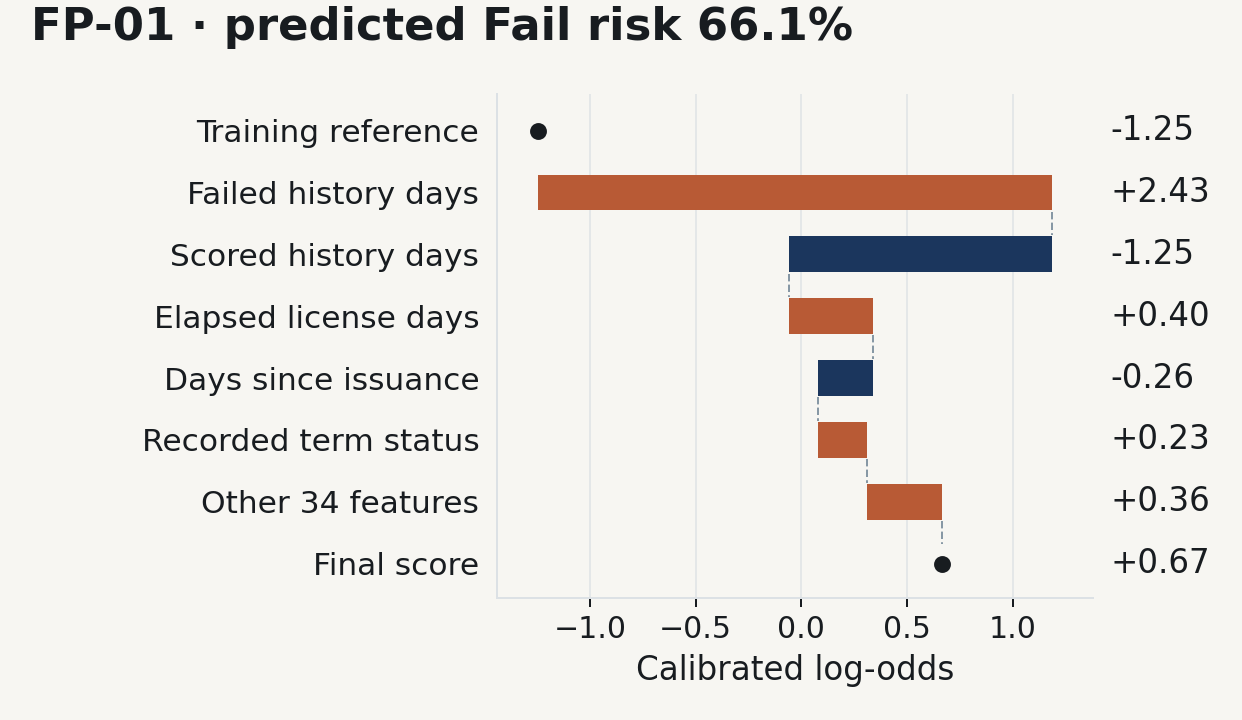 FP-01 · predicted Fail risk 66.1%
Training reference -1.25
Failed history days +2.43
Scored history days -1.25
Elapsed license days +0.40
Days since issuance -0.26
Recorded term status +0.23
Other 34 features +0.36
Final score +0.67
−1.0 −0.5 0.0 0.5 1.0
Calibrated log-odds